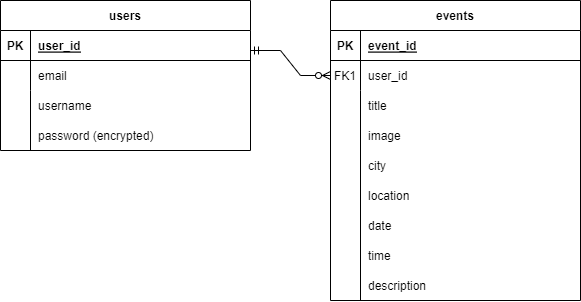 users
PK user_id
email
username
password (encrypted)
events
PK event_id
FK1 user_id
title
image
city
location
date
time
description